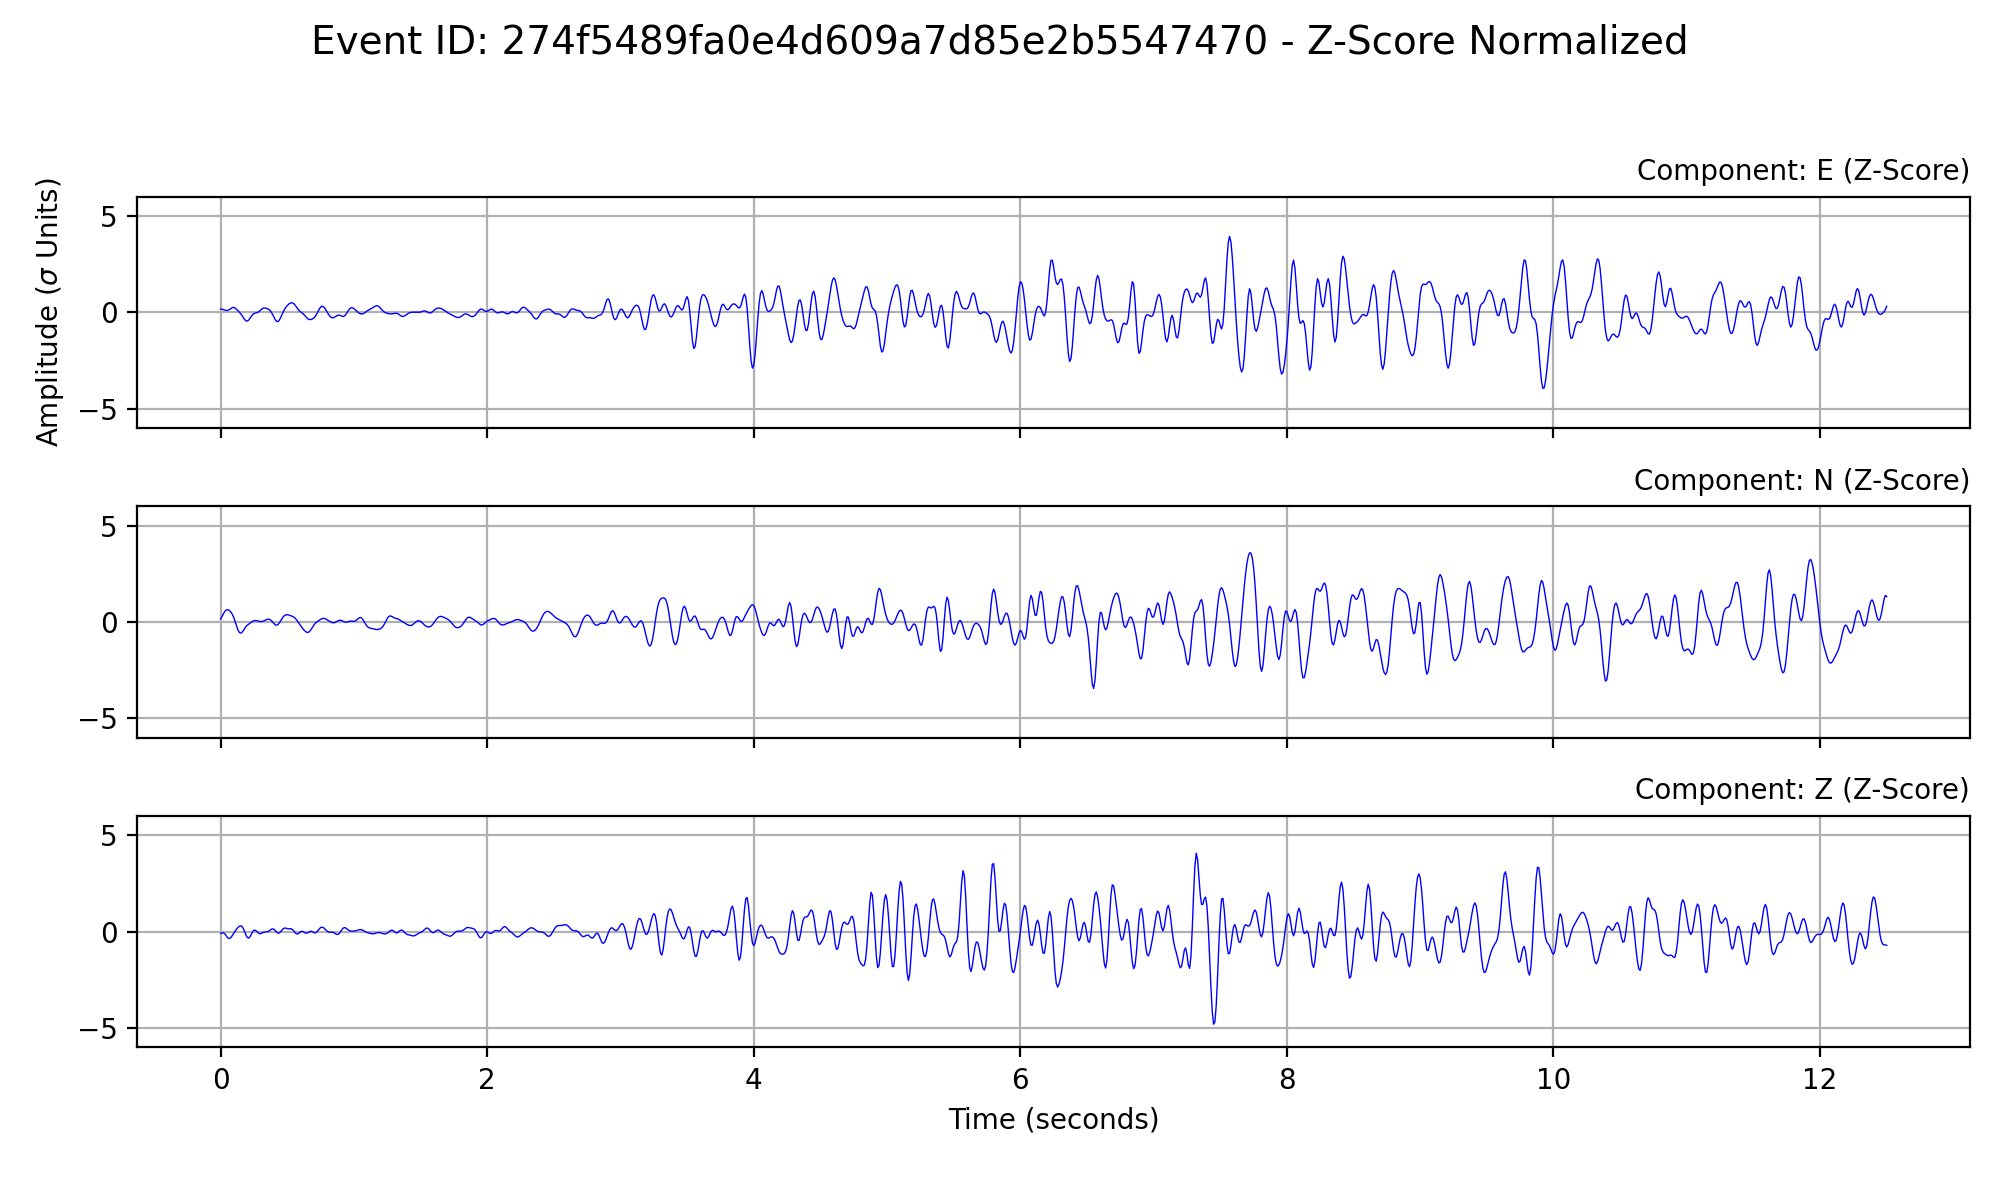 Event ID: 274f5489fa0e4d609a7d85e2b5547470 - Z-Score Normalized
Component: E (Z-Score)
Amplitude (σ Units)
5
0
−5
Component: N (Z-Score)
5
0
−5
Component: Z (Z-Score)
5
0
−5
0 2 4 6 8 10 12
Time (seconds)